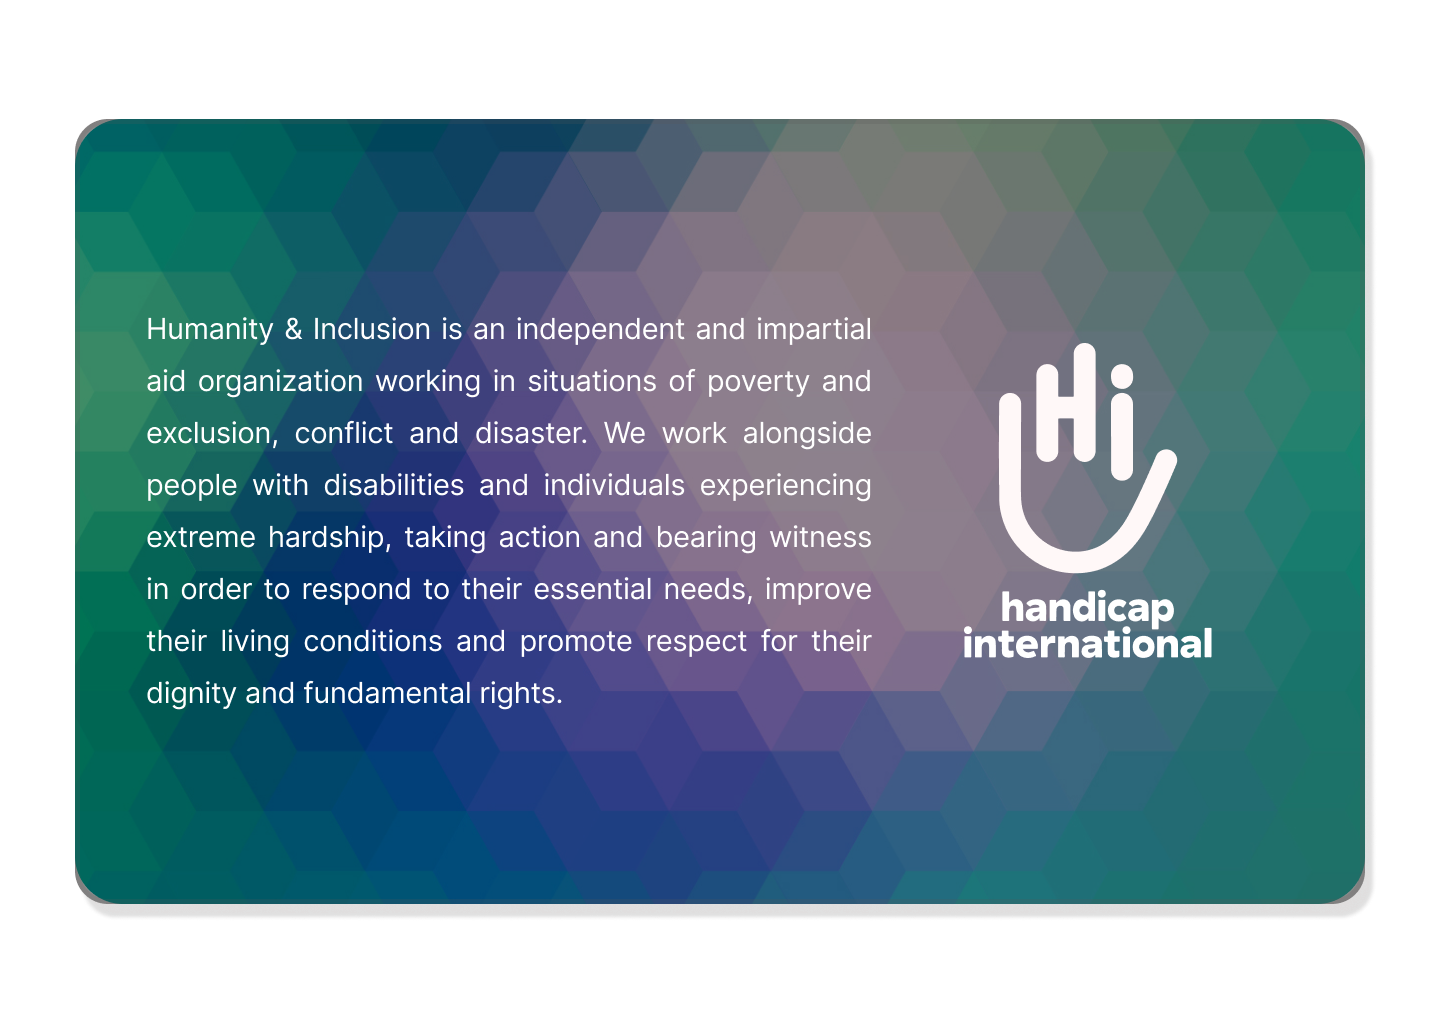 Humanity & Inclusion is an independent and impartial
aid organization working in situations of poverty and
exclusion, conflict and disaster. We work alongside
people with disabilities and individuals experiencing
extreme hardship, taking action and bearing witness
in order to respond to their essential needs, improve
their living conditions and promote respect for their
dignity and fundamental rights.
Hi
handicap
international